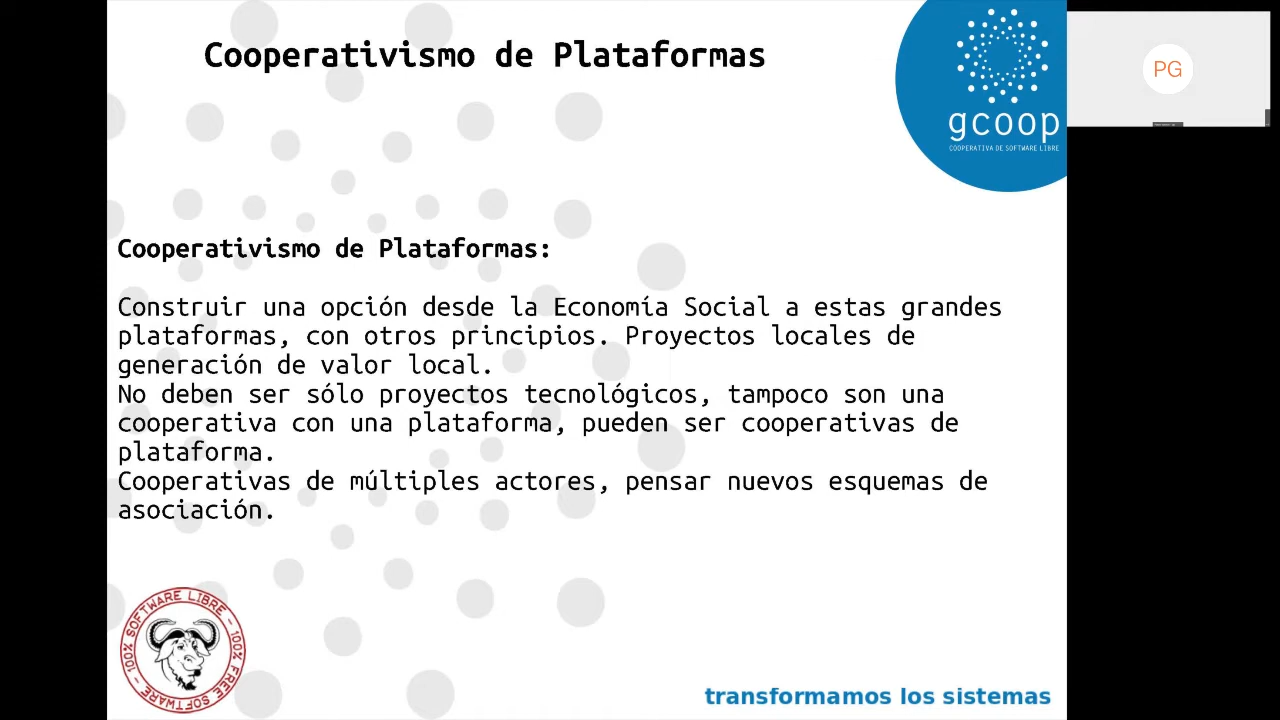 Cooperativismo de Plataformas
gcoop
COOPERATIVA DE SOFTWARE LIBRE
PG
Cooperativismo de Plataformas:
Construir una opción desde la Economía Social a estas grandes
plataformas, con otros principios. Proyectos locales de
generación de valor local.
No deben ser sólo proyectos tecnológicos, tampoco son una
cooperativa con una plataforma, pueden ser cooperativas de
plataforma.
Cooperativas de múltiples actores, pensar nuevos esquemas de
asociación.
100% SOFTWARE LIBRE - 100% FREE SOFTWARE -
transformamos los sistemas